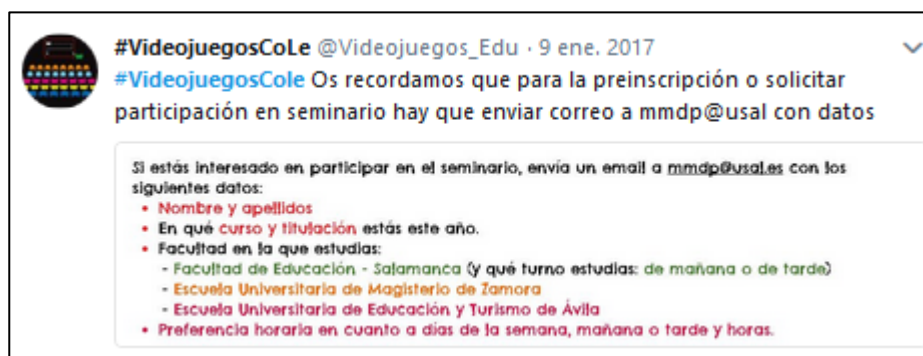 #VideojuegosCoLe @Videojuegos_Edu · 9 ene. 2017
#VideojuegosCole Os recordamos que para la preinscripción o solicitar
participación en seminario hay que enviar correo a mmdp@usal con datos
Si estás interesado en participar en el seminario, envía un email a mmdp@usal.es con los
siguientes datos:
• Nombre y apellidos
• En qué curso y titulación estás este año.
• Facultad en la que estudias:
- Facultad de Educación - Salamanca (y qué turno estudias: de mañana o de tarde)
- Escuela Universitaria de Magisterio de Zamora
- Escuela Universitaria de Educación y Turismo de Ávila
• Preferencia horaria en cuanto a días de la semana, mañana o tarde y horas.